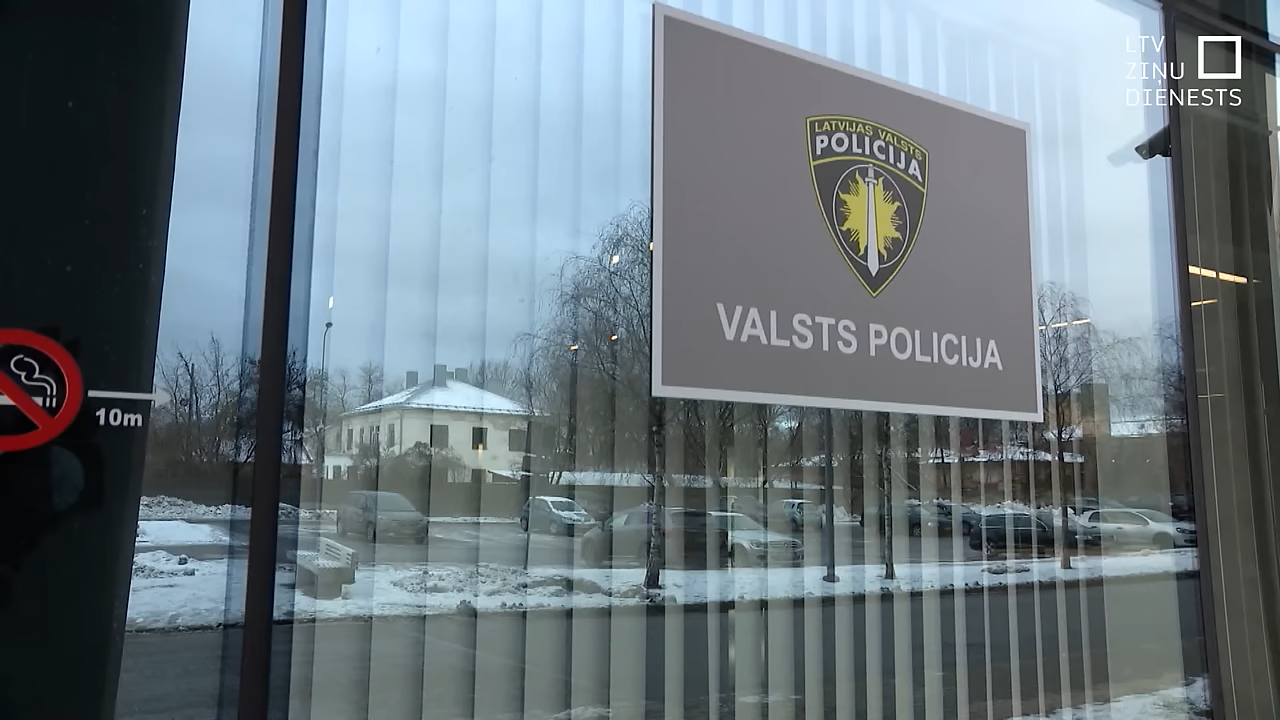 LTV
ZIŅU
DIENESTS
LATVIJAS VALSTS
POLICIJA
VALSTS POLICIJA
10m